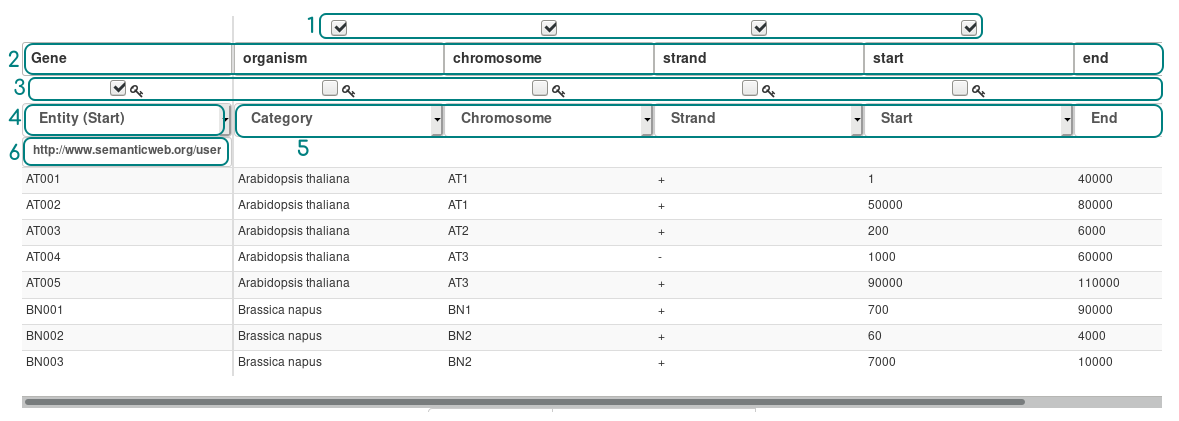 1
2 Gene organism chromosome strand start end
3
4 Entity (Start) Category Chromosome Strand Start End
6 http://www.semanticweb.org/user 5
AT001 Arabidopsis thaliana AT1 + 1 40000
AT002 Arabidopsis thaliana AT1 + 50000 80000
AT003 Arabidopsis thaliana AT2 + 200 6000
AT004 Arabidopsis thaliana AT3 - 1000 60000
AT005 Arabidopsis thaliana AT3 + 90000 110000
BN001 Brassica napus BN1 + 700 90000
BN002 Brassica napus BN2 + 60 4000
BN003 Brassica napus BN2 + 7000 10000